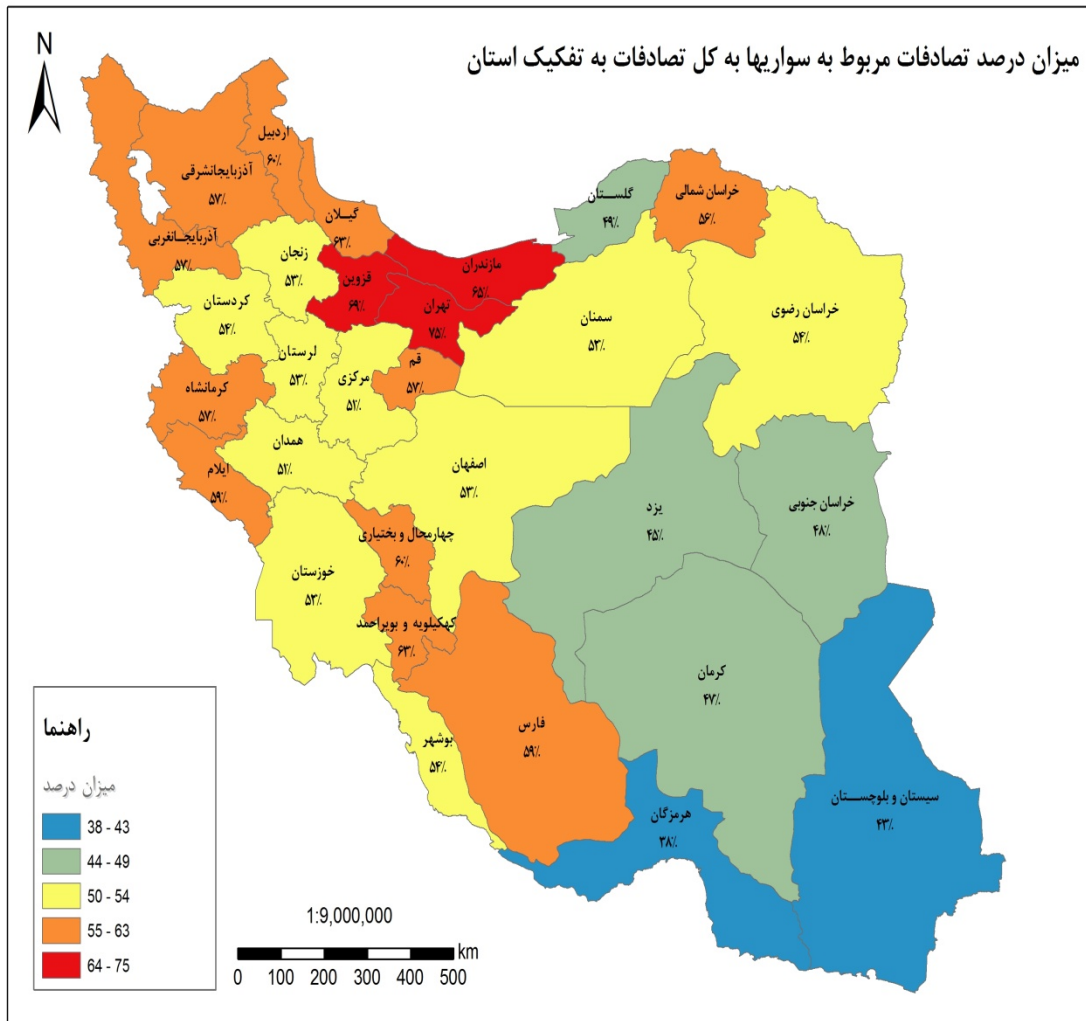 N
میزان درصد تصادفات مربوط به سواریها به کل تصادفات به تفکیک استان
اردبیل
۶۰٪
آذربایجانشرقی
۵۷٪
آذربایجـانغربی
۵۷٪
گیـلان
۶۳٪
گلســتان
۴۹٪
خراسان شمالی
۵۶٪
زنجان
۵۳٪
قزوین
۶۹٪
مازندران
۶۵٪
تهران
۷۵٪
سمنان
۵۳٪
خراسان رضوی
۵۴٪
کردستان
۵۴٪
لرستان
۵۳٪
مرکزی
۵۲٪
قم
۵۷٪
کرمانشاه
۵۷٪
همدان
۵۲٪
ایلام
۵۹٪
اصفهان
۵۳٪
یزد
۴۵٪
خراسان جنوبی
۴۸٪
چهارمحال و بختیاری
۶۰٪
خوزستان
۵۳٪
کهکیلویه و بویراحمد
۶۳٪
کرمان
۴۷٪
فارس
۵۹٪
بوشهر
۵۴٪
هرمزگان
۳۸٪
سیستان و بلوچســتان
۴۳٪
راهنما
میزان درصد
38 - 43
44 - 49
50 - 54
55 - 63
64 - 75
1:9,000,000
km
0 100 200 300 400 500